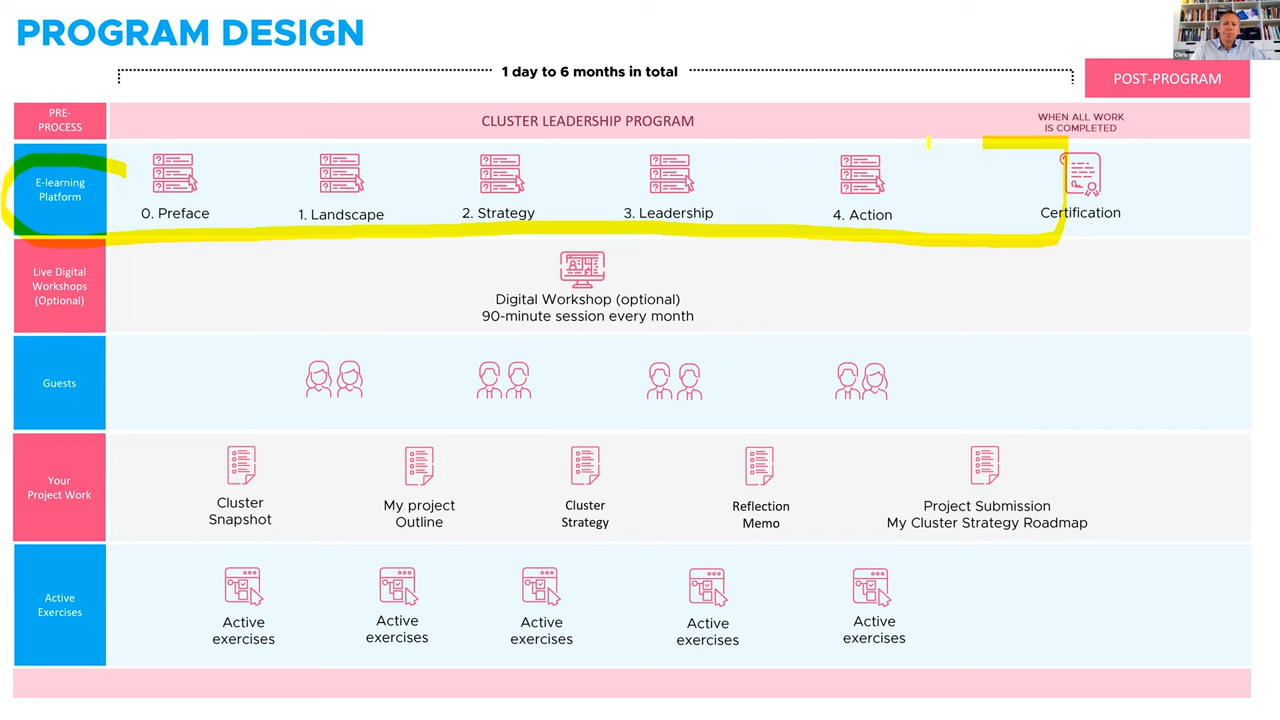 PROGRAM DESIGN
Chris
1 day to 6 months in total
POST-PROGRAM
PRE-
PROCESS
CLUSTER LEADERSHIP PROGRAM
WHEN ALL WORK
IS COMPLETED
E-learning
Platform
0. Preface
1. Landscape
2. Strategy
3. Leadership
4. Action
Certification
Live Digital
Workshops
(Optional)
Digital Workshop (optional)
90-minute session every month
Guests
Your
Project Work
Cluster
Snapshot
My project
Outline
Cluster
Strategy
Reflection
Memo
Project Submission
My Cluster Strategy Roadmap
Active
Exercises
Active
exercises
Active
exercises
Active
exercises
Active
exercises
Active
exercises